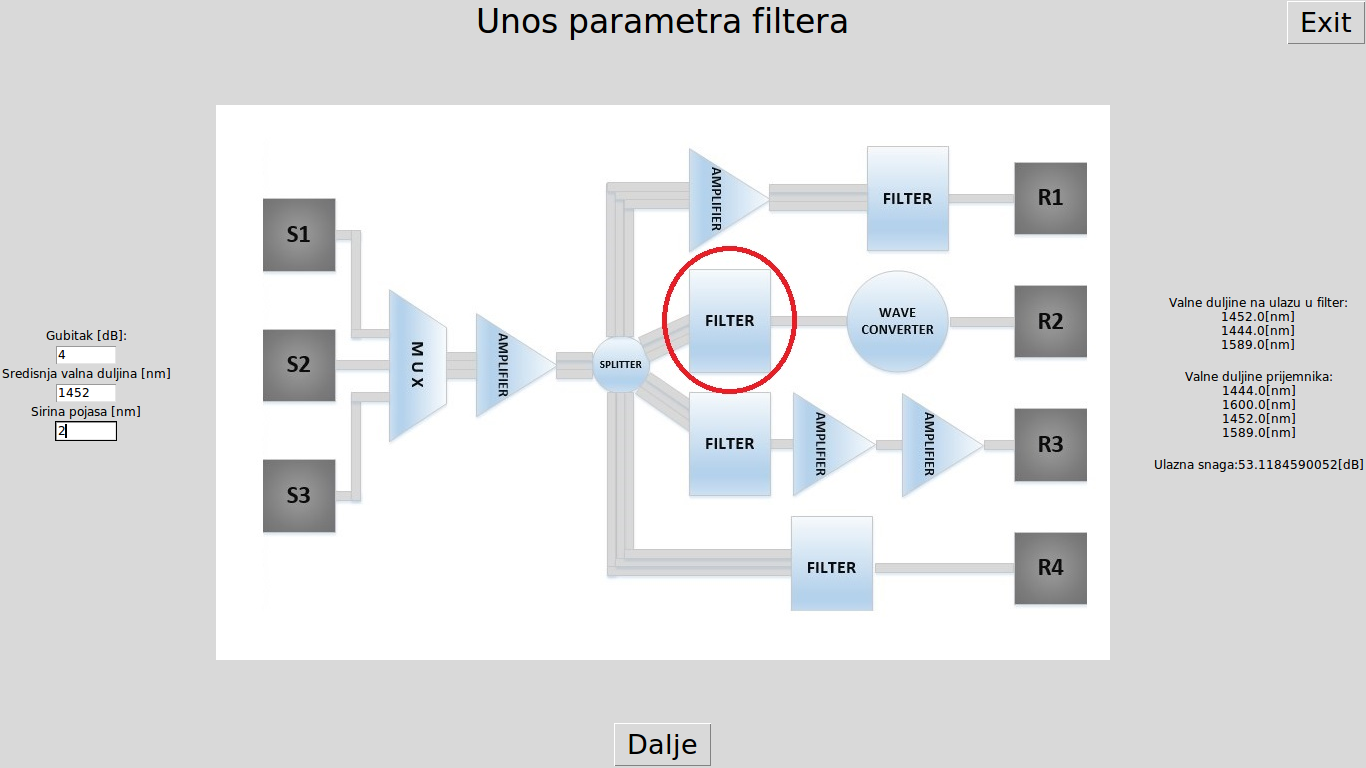 Unos parametra filtera
Exit
Gubitak [dB]:
4
Sredisnja valna duljina [nm]
1452
Sirina pojasa [nm]
2
S1
S2
S3
MUX
AMPLIFIER
SPLITTER
AMPLIFIER
FILTER
R1
FILTER
WAVE
CONVERTER
R2
FILTER
AMPLIFIER
AMPLIFIER
R3
FILTER
R4
Valne duljine na ulazu u filter:
1452.0[nm]
1444.0[nm]
1589.0[nm]
Valne duljine prijemnika:
1444.0[nm]
1600.0[nm]
1452.0[nm]
1589.0[nm]
Ulazna snaga:53.1184590052[dB]
Dalje